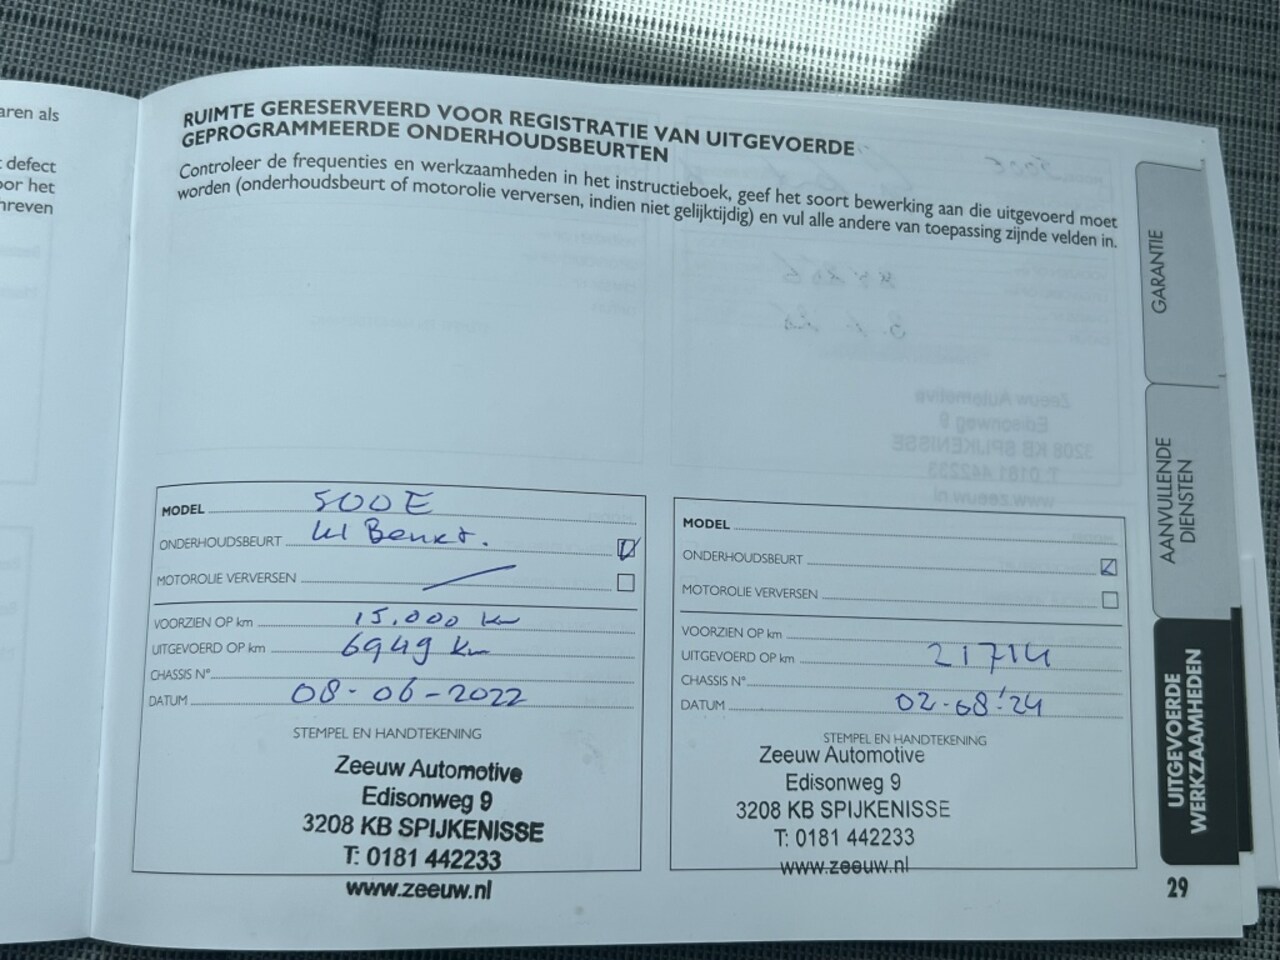 aren als
defect
oor het
hreven
RUIMTE GERESERVEERD VOOR REGISTRATIE VAN UITGEVOERDE
GEPROGRAMMEERDE ONDERHOUDSBEURTEN
Controleer de frequenties en werkzaamheden in het instructieboek, geef het soort bewerking aan die uitgevoerd moet
worden (onderhoudsbeurt of motorolie verversen, indien niet gelijktijdig) en vul alle andere van toepassing zijnde velden in.
MODEL 500E
ONDERHOUDSBEURT kl Beurt.
MOTOROLIE VERVERSEN
VOORZIEN OP km 15.000 km
UITGEVOERD OP km 6949 km
CHASSIS N°
DATUM 08-06-2022
STEMPEL EN HANDTEKENING
Zeeuw Automotive
Edisonweg 9
3208 KB SPIJKENISSE
T: 0181 442233
www.zeeuw.nl
MODEL
ONDERHOUDSBEURT
MOTOROLIE VERVERSEN
VOORZIEN OP km
UITGEVOERD OP km 21714
CHASSIS N°
DATUM 02-08-'24
STEMPEL EN HANDTEKENING
Zeeuw Automotive
Edisonweg 9
3208 KB SPIJKENISSE
T: 0181 442233
www.zeeuw.nl
GARANTIE
AANVULLENDE
DIENSTEN
UITGEVOERDE
WERKZAAMHEDEN
29